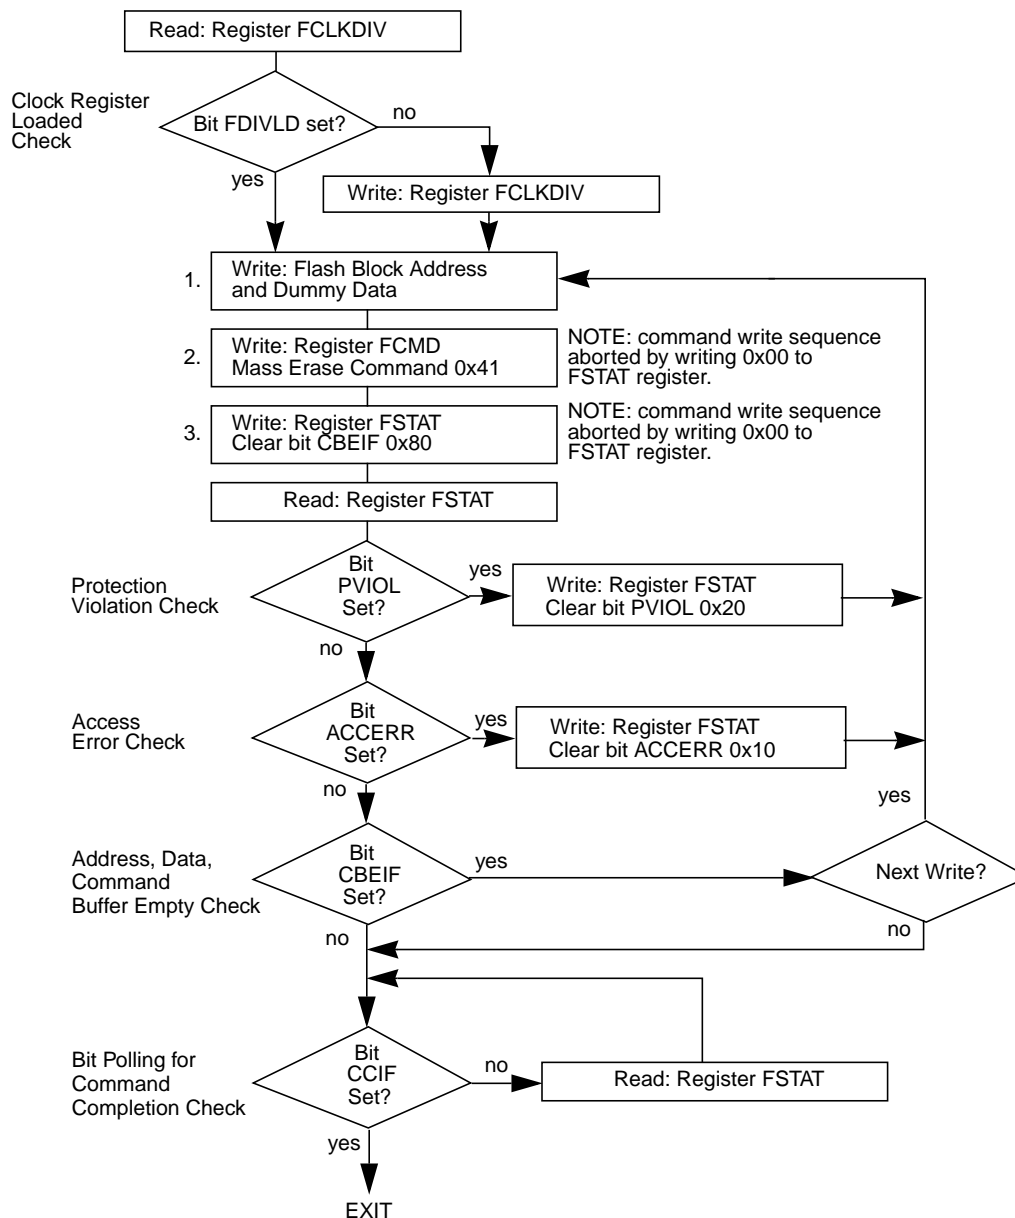 Read: Register FCLKDIV
Clock Register
Loaded
Check
Bit FDIVLD set?
no
yes
Write: Register FCLKDIV
1.
Write: Flash Block Address
and Dummy Data
2.
Write: Register FCMD
Mass Erase Command 0x41
NOTE: command write sequence
aborted by writing 0x00 to
FSTAT register.
3.
Write: Register FSTAT
Clear bit CBEIF 0x80
NOTE: command write sequence
aborted by writing 0x00 to
FSTAT register.
Read: Register FSTAT
Protection
Violation Check
Bit
PVIOL
Set?
yes
Write: Register FSTAT
Clear bit PVIOL 0x20
no
Access
Error Check
Bit
ACCERR
Set?
yes
Write: Register FSTAT
Clear bit ACCERR 0x10
no
yes
Address, Data,
Command
Buffer Empty Check
Bit
CBEIF
Set?
yes
Next Write?
no
no
Bit Polling for
Command
Completion Check
Bit
CCIF
Set?
no
Read: Register FSTAT
yes
EXIT